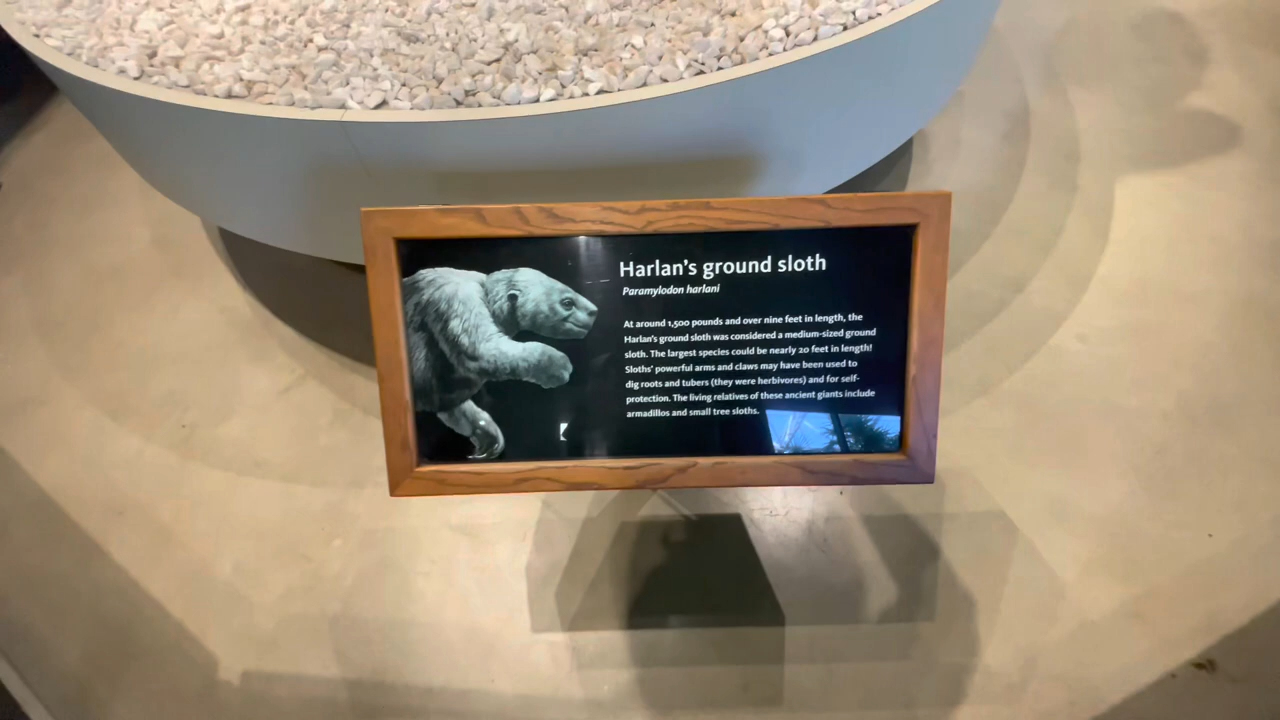 Harlan's ground sloth
Paramylodon harlani
At around 1,500 pounds and over nine feet in length, the
Harlan's ground sloth was considered a medium-sized ground
sloth. The largest species could be nearly 20 feet in length!
Sloths' powerful arms and claws may have been used to
dig roots and tubers (they were herbivores) and for self-
protection. The living relatives of these ancient giants include
armadillos and small tree sloths.